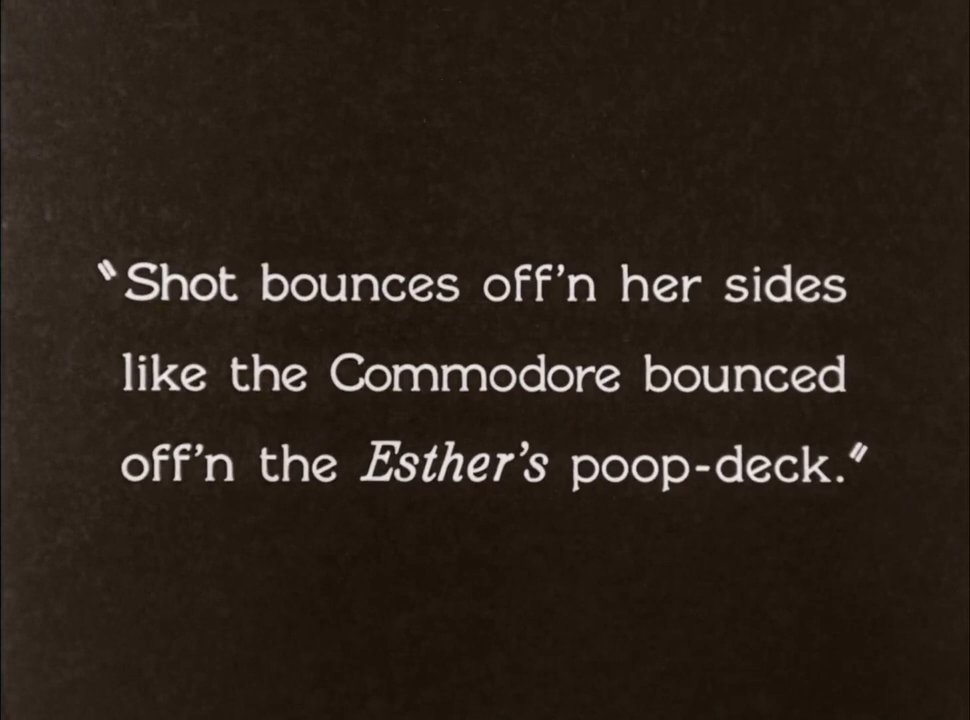 "Shot bounces off'n her sides
like the Commodore bounced
off'n the Esther's poop-deck."